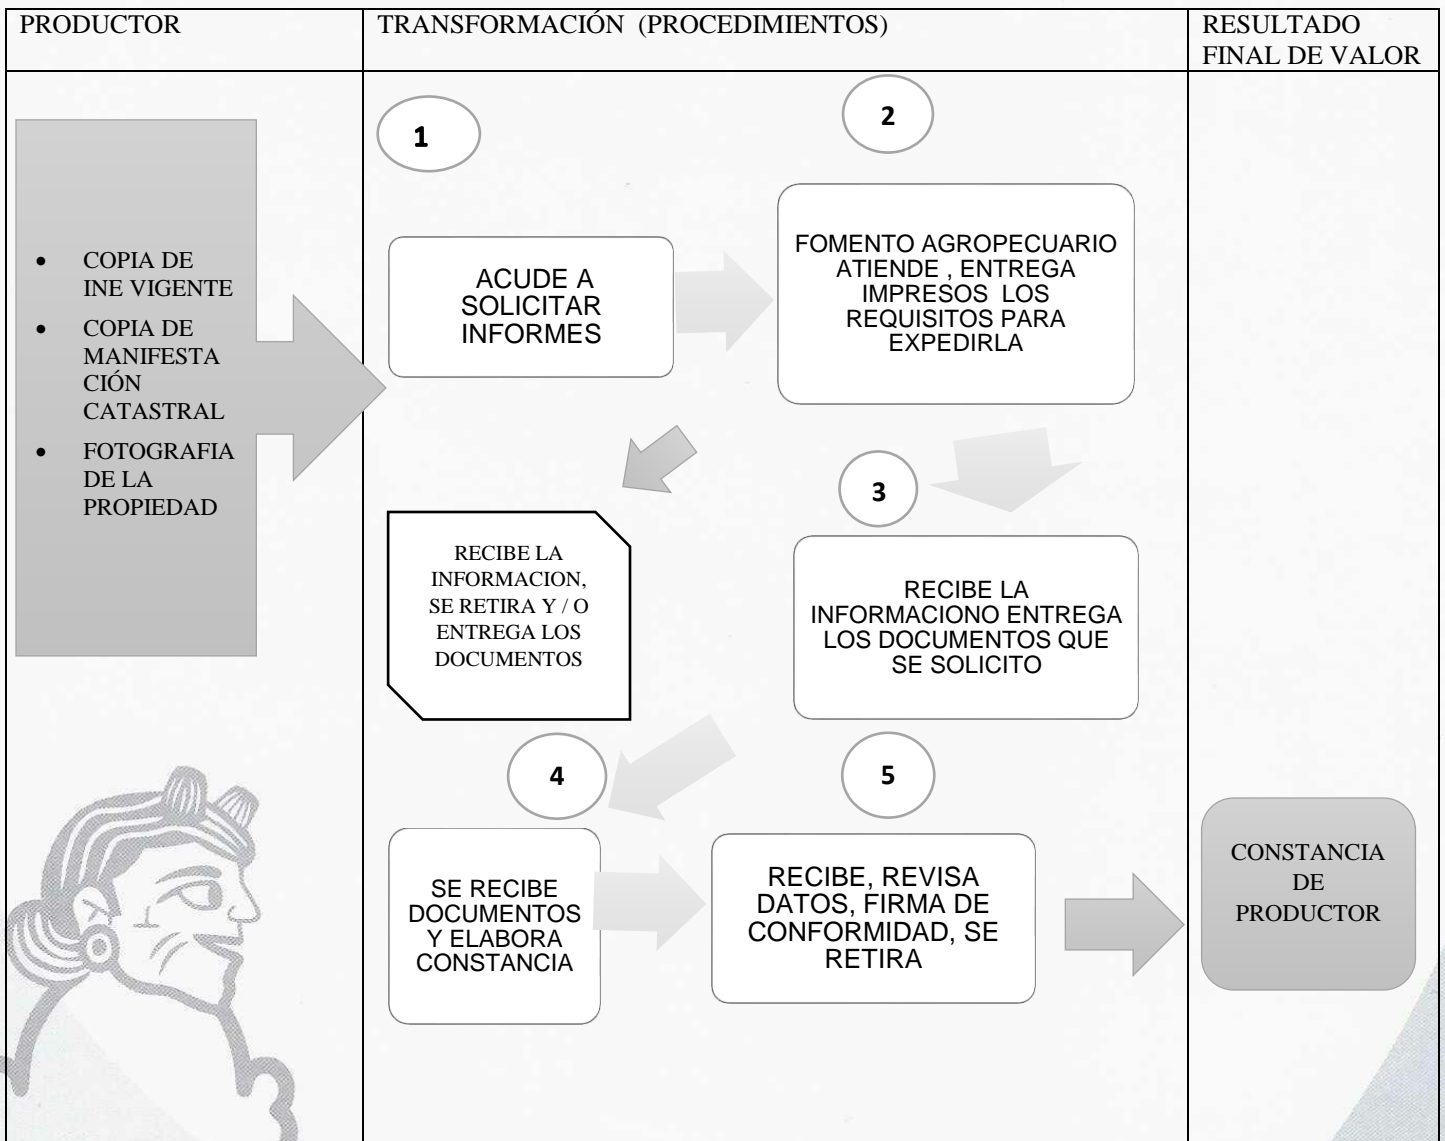 PRODUCTOR
TRANSFORMACIÓN (PROCEDIMIENTOS)
RESULTADO
FINAL DE VALOR
• COPIA DE
INE VIGENTE
• COPIA DE
MANIFESTA
CIÓN
CATASTRAL
• FOTOGRAFIA
DE LA
PROPIEDAD
1
ACUDE A
SOLICITAR
INFORMES
2
FOMENTO AGROPECUARIO
ATIENDE , ENTREGA
IMPRESOS LOS
REQUISITOS PARA
EXPEDIRLA
RECIBE LA
INFORMACION,
SE RETIRA Y / O
ENTREGA LOS
DOCUMENTOS
3
RECIBE LA
INFORMACIONO ENTREGA
LOS DOCUMENTOS QUE
SE SOLICITO
4
SE RECIBE
DOCUMENTOS
Y ELABORA
CONSTANCIA
5
RECIBE, REVISA
DATOS, FIRMA DE
CONFORMIDAD, SE
RETIRA
CONSTANCIA
DE
PRODUCTOR